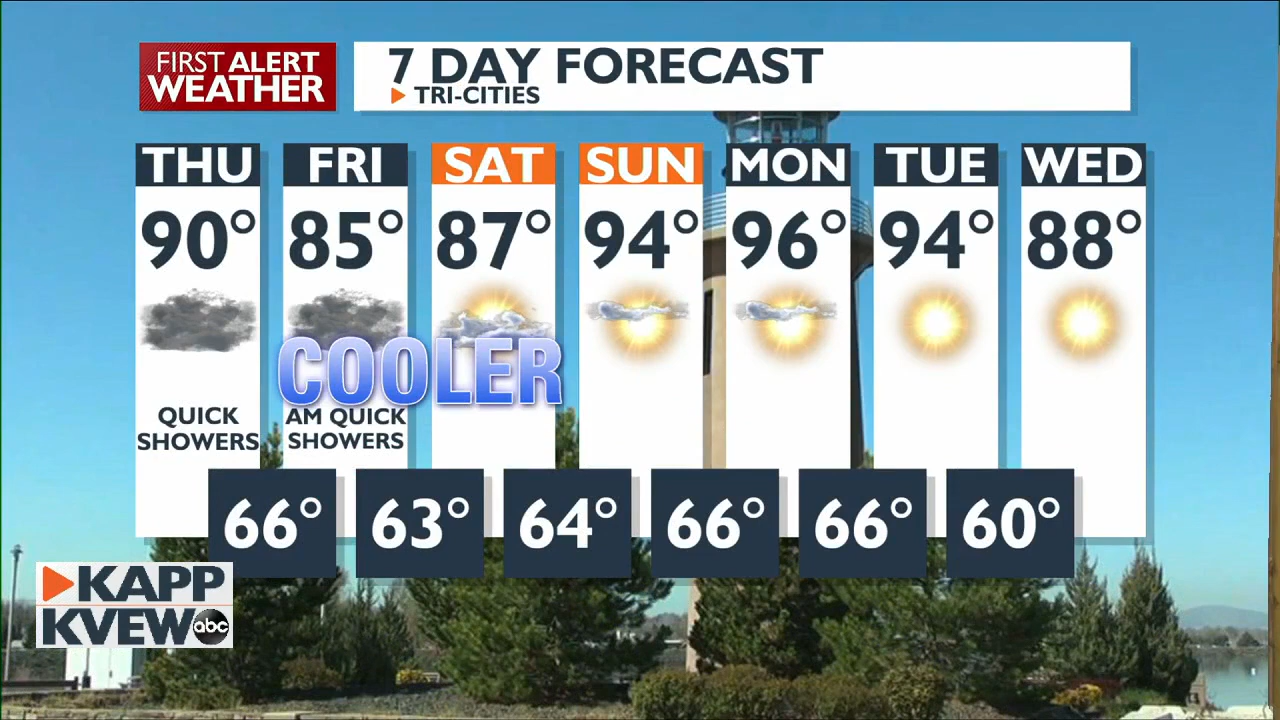 FIRST ALERT
WEATHER
7 DAY FORECAST
TRI-CITIES
THU FRI SAT SUN MON TUE WED
90° 85° 87° 94° 96° 94° 88°
COOLER
QUICK
SHOWERS
AM QUICK
SHOWERS
66° 63° 64° 66° 66° 60°
KAPP
KVEW abc